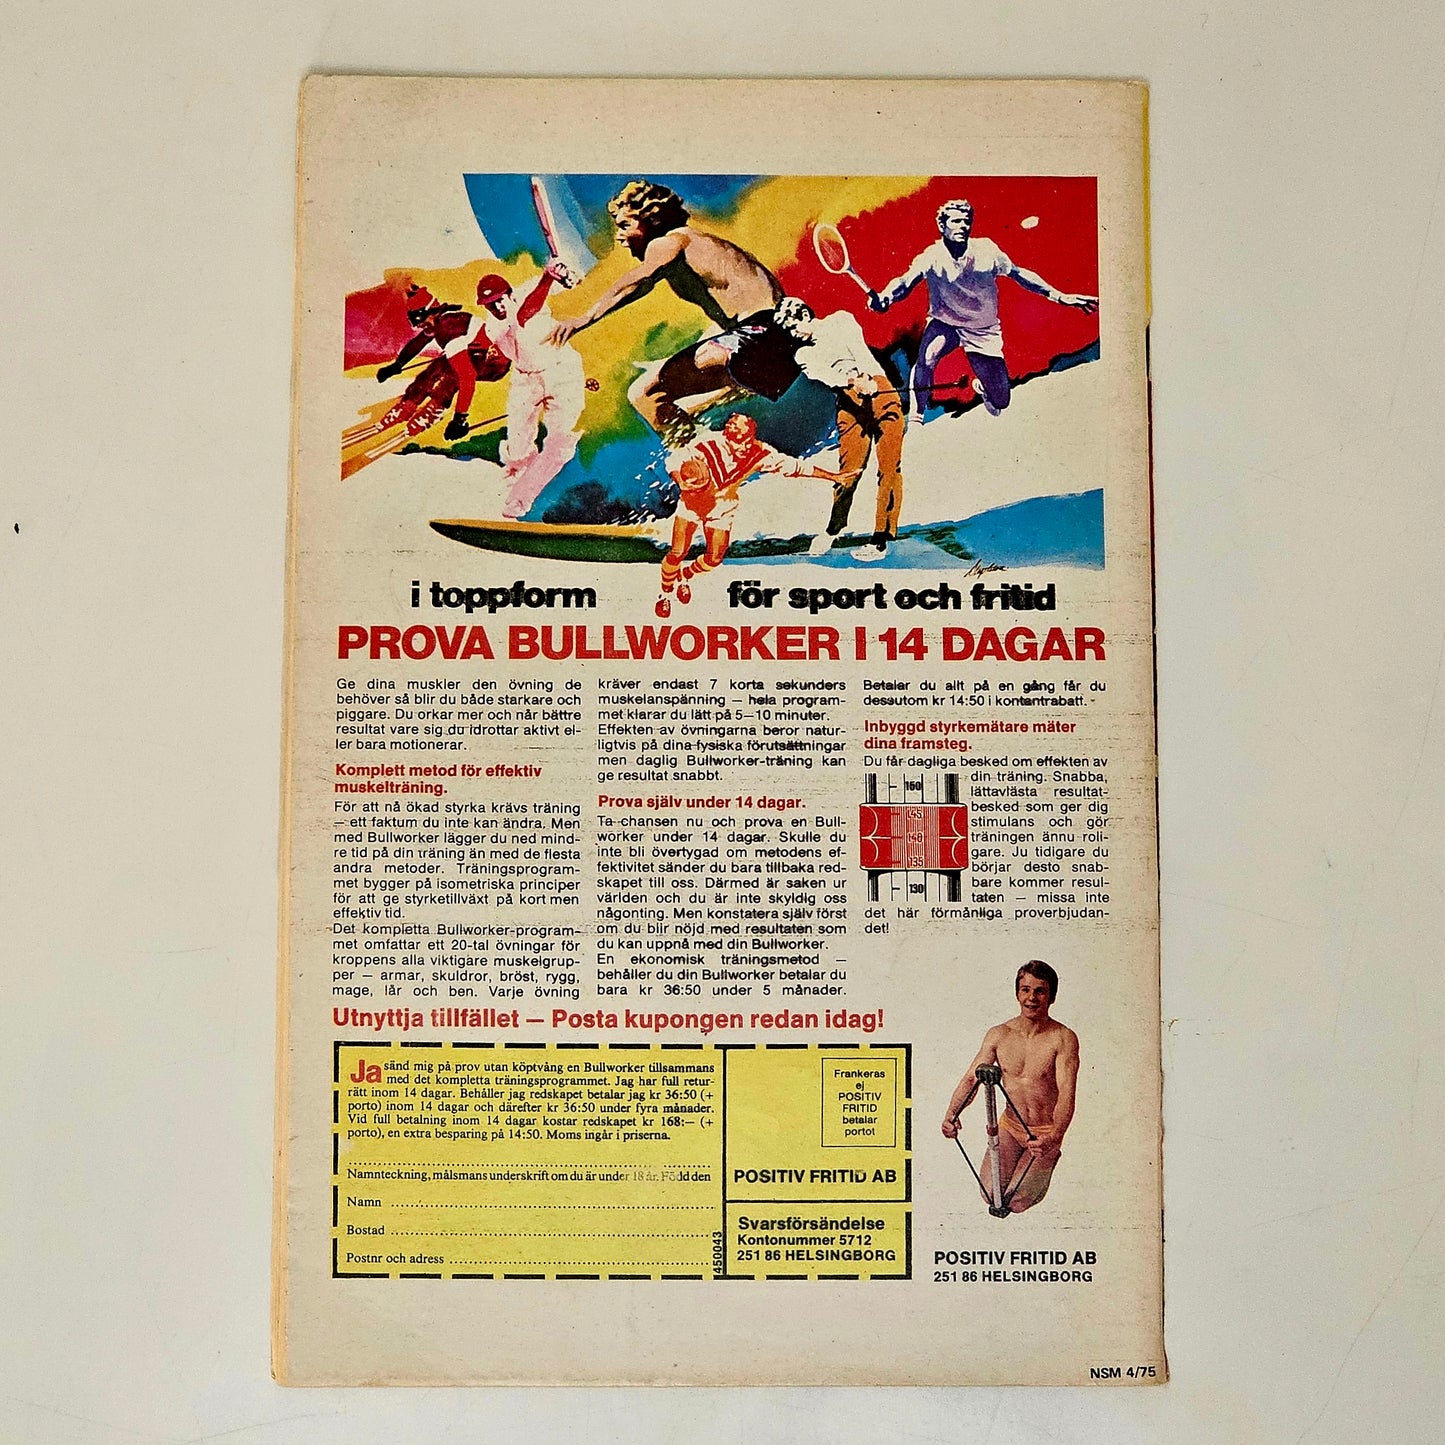 i toppform för sport och fritid
PROVA BULLWORKER I 14 DAGAR
Ge dina muskler den övning de
behöver så blir du både starkare och
piggare. Du orkar mer och når bättre
resultat vare sig du idrottar aktivt el-
ler bara motionerar.
Komplett metod för effektiv
muskelträning.
För att nå ökad styrka krävs träning
— ett faktum du inte kan ändra. Men
med Bullworker lägger du ned mind-
re tid på din träning än med de flesta
andra metoder. Träningsprogram-
met bygger på isometriska principer
för att ge styrketillväxt på kort men
effektiv tid.
Det kompletta Bullworker-program-
met omfattar ett 20-tal övningar för
kroppens alla viktigare muskelgrup-
per — armar, skuldror, bröst, rygg,
mage, lår och ben. Varje övning
kräver endast 7 korta sekunders
muskelanspänning — hela program-
met klarar du lätt på 5—10 minuter.
Effekten av övningarna beror natur-
ligtvis på dina fysiska förutsättningar
men daglig Bullworker-träning kan
ge resultat snabbt.
Prova själv under 14 dagar.
Ta chansen nu och prova en Bull-
worker under 14 dagar. Skulle du
inte bli övertygad om metodens ef-
fektivitet sänder du bara tillbaka red-
skapet till oss. Därmed är saken ur
världen och du är inte skyldig oss
någonting. Men konstatera själv först
om du blir nöjd med resultaten som
du kan uppnå med din Bullworker.
En ekonomisk träningsmetod —
behåller du din Bullworker betalar du
bara kr 36:50 under 5 månader.
Betalar du allt på en gång får du
dessutom kr 14:50 i kontantrabatt.
Inbyggd styrkemätare mäter
dina framsteg.
Du får dagliga besked om effekten av
din träning. Snabba,
lättavlästa resultat-
besked som ger dig
stimulans och gör
träningen ännu roli-
gare. Ju tidigare du
börjar desto snab-
bare kommer resul-
taten — missa inte
det här förmånliga proverbjudan-
det!
150
145
140
135
130
Utnyttja tillfället — Posta kupongen redan idag!
Ja sänd mig på prov utan köptvång en Bullworker tillsammans
med det kompletta träningsprogrammet. Jag har full retur-
rätt inom 14 dagar. Behåller jag redskapet betalar jag kr 36:50 (+
porto) inom 14 dagar och därefter kr 36:50 under fyra månader.
Vid full betalning inom 14 dagar kostar redskapet kr 168:— (+
porto), en extra besparing på 14:50. Moms ingår i priserna.
Namnteckning, målsmans underskrift om du är under 18 år. Född den
Namn
Bostad
Postnr och adress
450043
Frankeras
ej
POSITIV
FRITID
betalar
portot
POSITIV FRITID AB
Svarsförsändelse
Kontonummer 5712
251 86 HELSINGBORG
POSITIV FRITID AB
251 86 HELSINGBORG
NSM 4/75